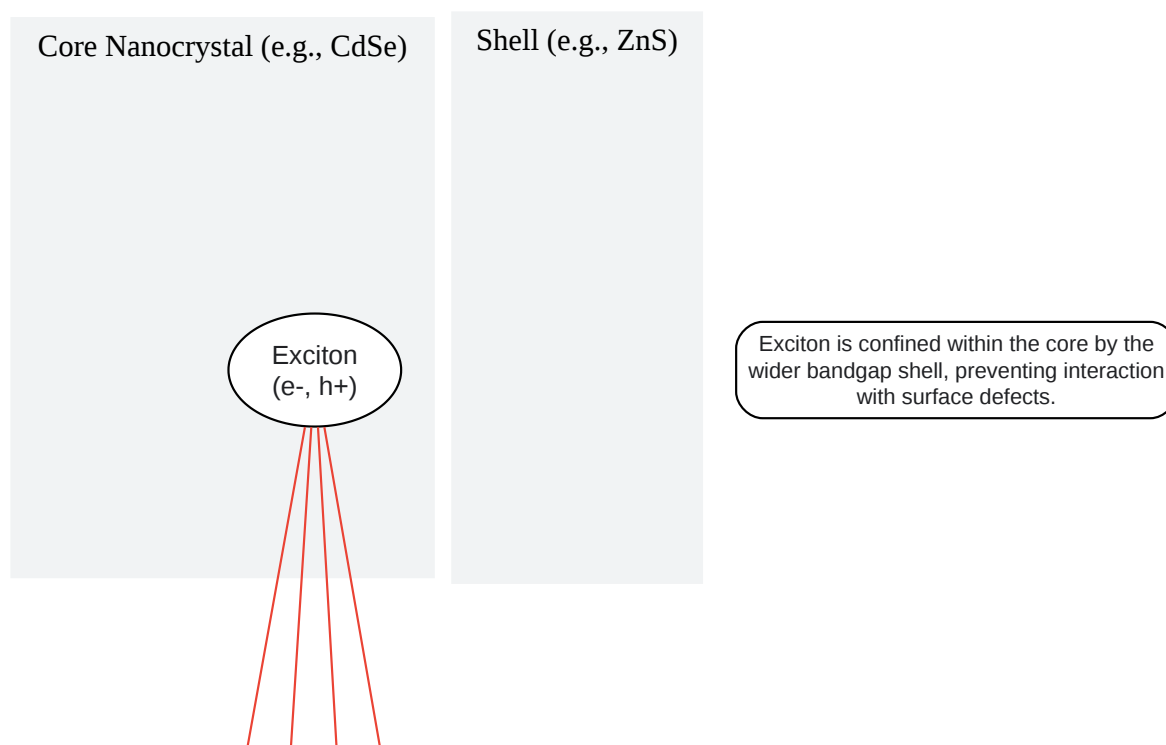 Core Nanocrystal (e.g., CdSe)
Shell (e.g., ZnS)
Exciton
(e-, h+)
Exciton is confined within the core by the
wider bandgap shell, preventing interaction
with surface defects.